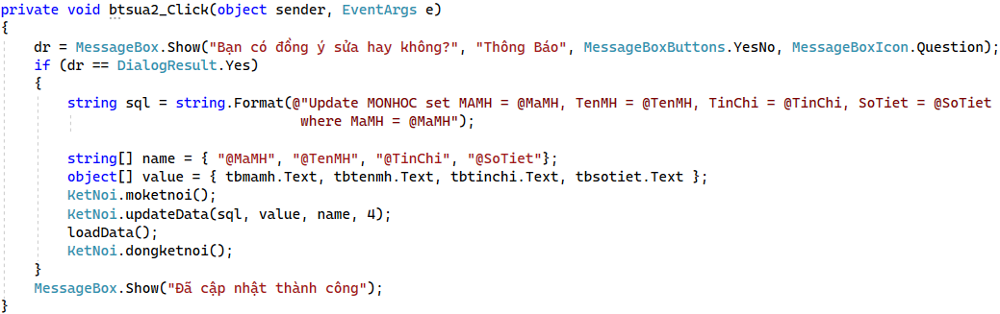 private void btsua2_Click(object sender, EventArgs e)
{
dr = MessageBox.Show("Bạn có đồng ý sửa hay không?", "Thông Báo", MessageBoxButtons.YesNo, MessageBoxIcon.Question);
if (dr == DialogResult.Yes)
{
string sql = string.Format(@"Update MONHOC set MAMH = @MaMH, TenMH = @TenMH, TinChi = @TinChi, SoTiet = @SoTiet
where MaMH = @MaMH");
string[] name = { "@MaMH", "@TenMH", "@TinChi", "@SoTiet"};
object[] value = { tbmamh.Text, tbtenmh.Text, tbtinchi.Text, tbsotiet.Text };
KetNoi.moketnoi();
KetNoi.updateData(sql, value, name, 4);
loadData();
KetNoi.dongketnoi();
}
MessageBox.Show("Đã cập nhật thành công");
}